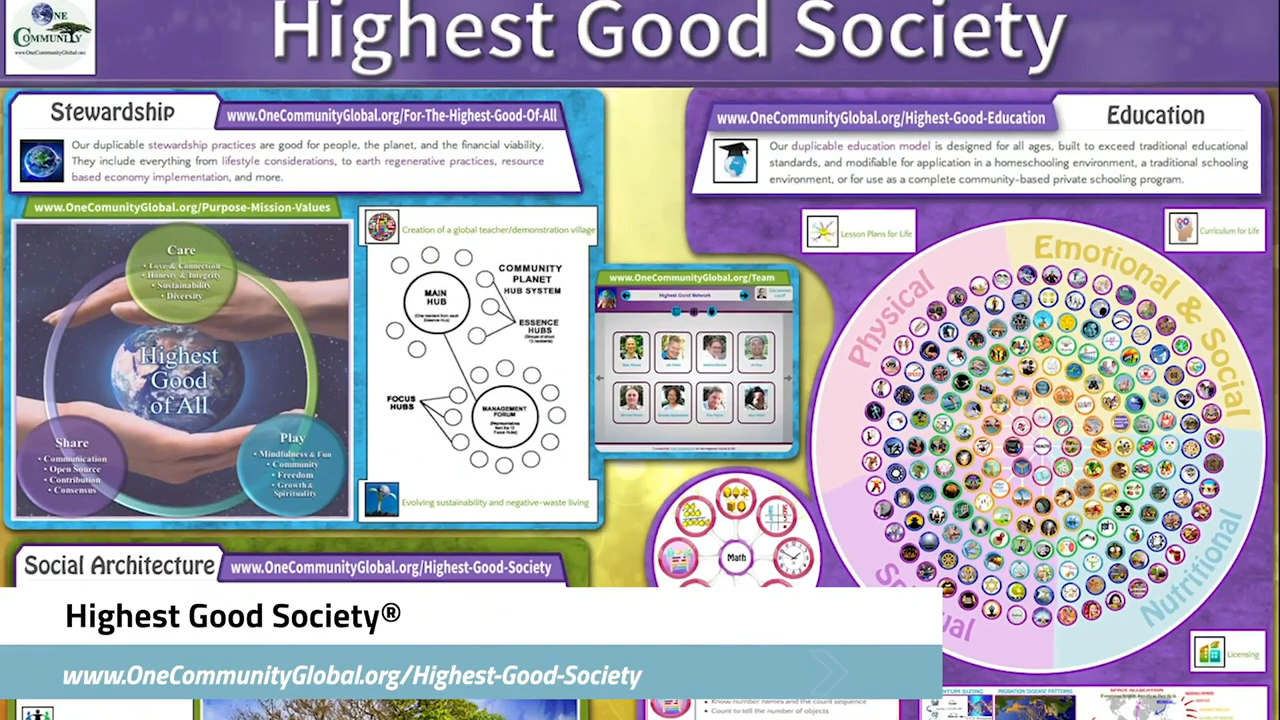 Highest Good Society
ONE
COMMUNITY
www.OneCommunityGlobal.org
Stewardship
www.OneCommunityGlobal.org/For-The-Highest-Good-Of-All
Our duplicable stewardship practices are good for people, the planet, and the financial viability.
They include everything from lifestyle considerations, to earth regenerative practices, resource
based economy implementation, and more.
www.OneComunityGlobal.org/Purpose-Mission-Values
Care
• Love & Connection
• Honesty & Integrity
• Sustainability
• Diversity
Highest
Good
of All
Share
• Communication
• Open Source
• Contribution
• Consensus
Play
• Mindfulness & Fun
• Community
• Freedom
• Growth &
Spirituality
Creation of a global teacher/demonstration village
COMMUNITY
PLANET
HUB SYSTEM
MAIN
HUB
ESSENCE
HUBS
FOCUS
HUBS
MANAGEMENT
FORUM
Evolving sustainability and negative-waste living
www.OneCommunityGlobal.org/Team
Highest Good Network
Education
www.OneCommunityGlobal.org/Highest-Good-Education
Our duplicable education model is designed for all ages, built to exceed traditional educational
standards, and modifiable for application in a homeschooling environment, a traditional schooling
environment, or for use as a complete community-based private schooling program.
Lesson Plans for Life
Curriculum for Life
Physical
Emotional & Social
Nutritional
Math
Licensing
Social Architecture
www.OneCommunityGlobal.org/Highest-Good-Society
Highest Good Society®
www.OneCommunityGlobal.org/Highest-Good-Society
• Know number names and the count sequence
• Count to tell the number of objects
MIGRATION/DISEASE PATTERNS
SPACE ALLOCATION